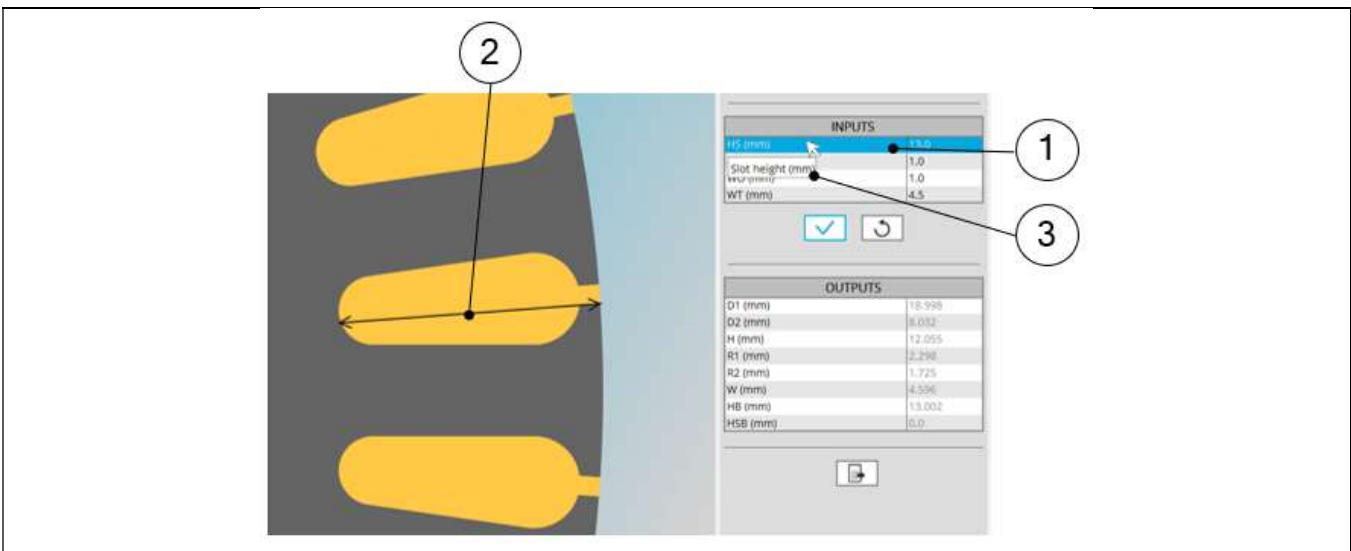 2
INPUTS
HS (mm) 13.0
1
Slot height (mm) 1.0
WO (mm) 1.0
WT (mm) 4.5
3
OUTPUTS
D1 (mm) 18.998
D2 (mm) 8.032
H (mm) 12.055
R1 (mm) 2.298
R2 (mm) 1.725
W (mm) 4.596
HB (mm) 13.002
HSB (mm) 0.0